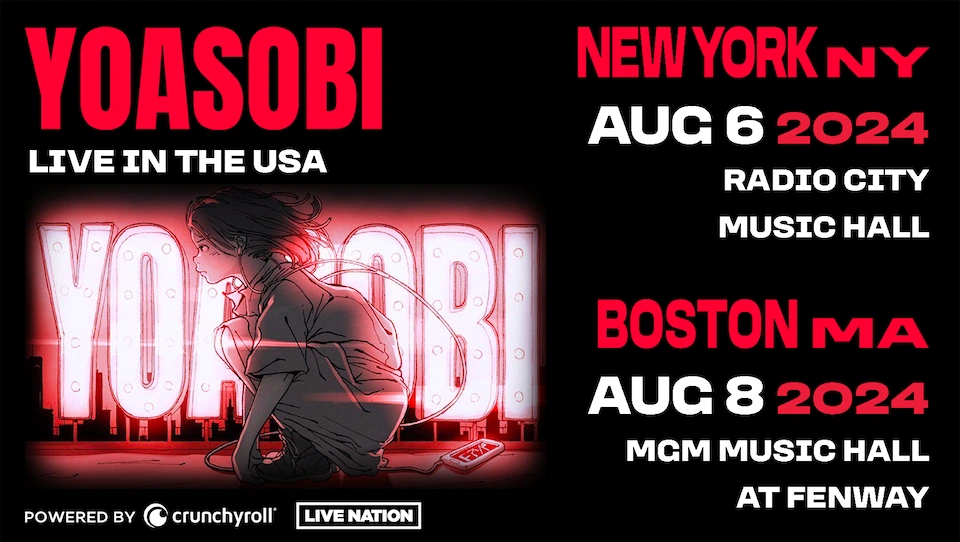 YOASOBI
LIVE IN THE USA
YOASOBI
POWERED BY crunchyroll LIVE NATION
NEW YORK NY
AUG 6 2024
RADIO CITY
MUSIC HALL
BOSTON MA
AUG 8 2024
MGM MUSIC HALL
AT FENWAY